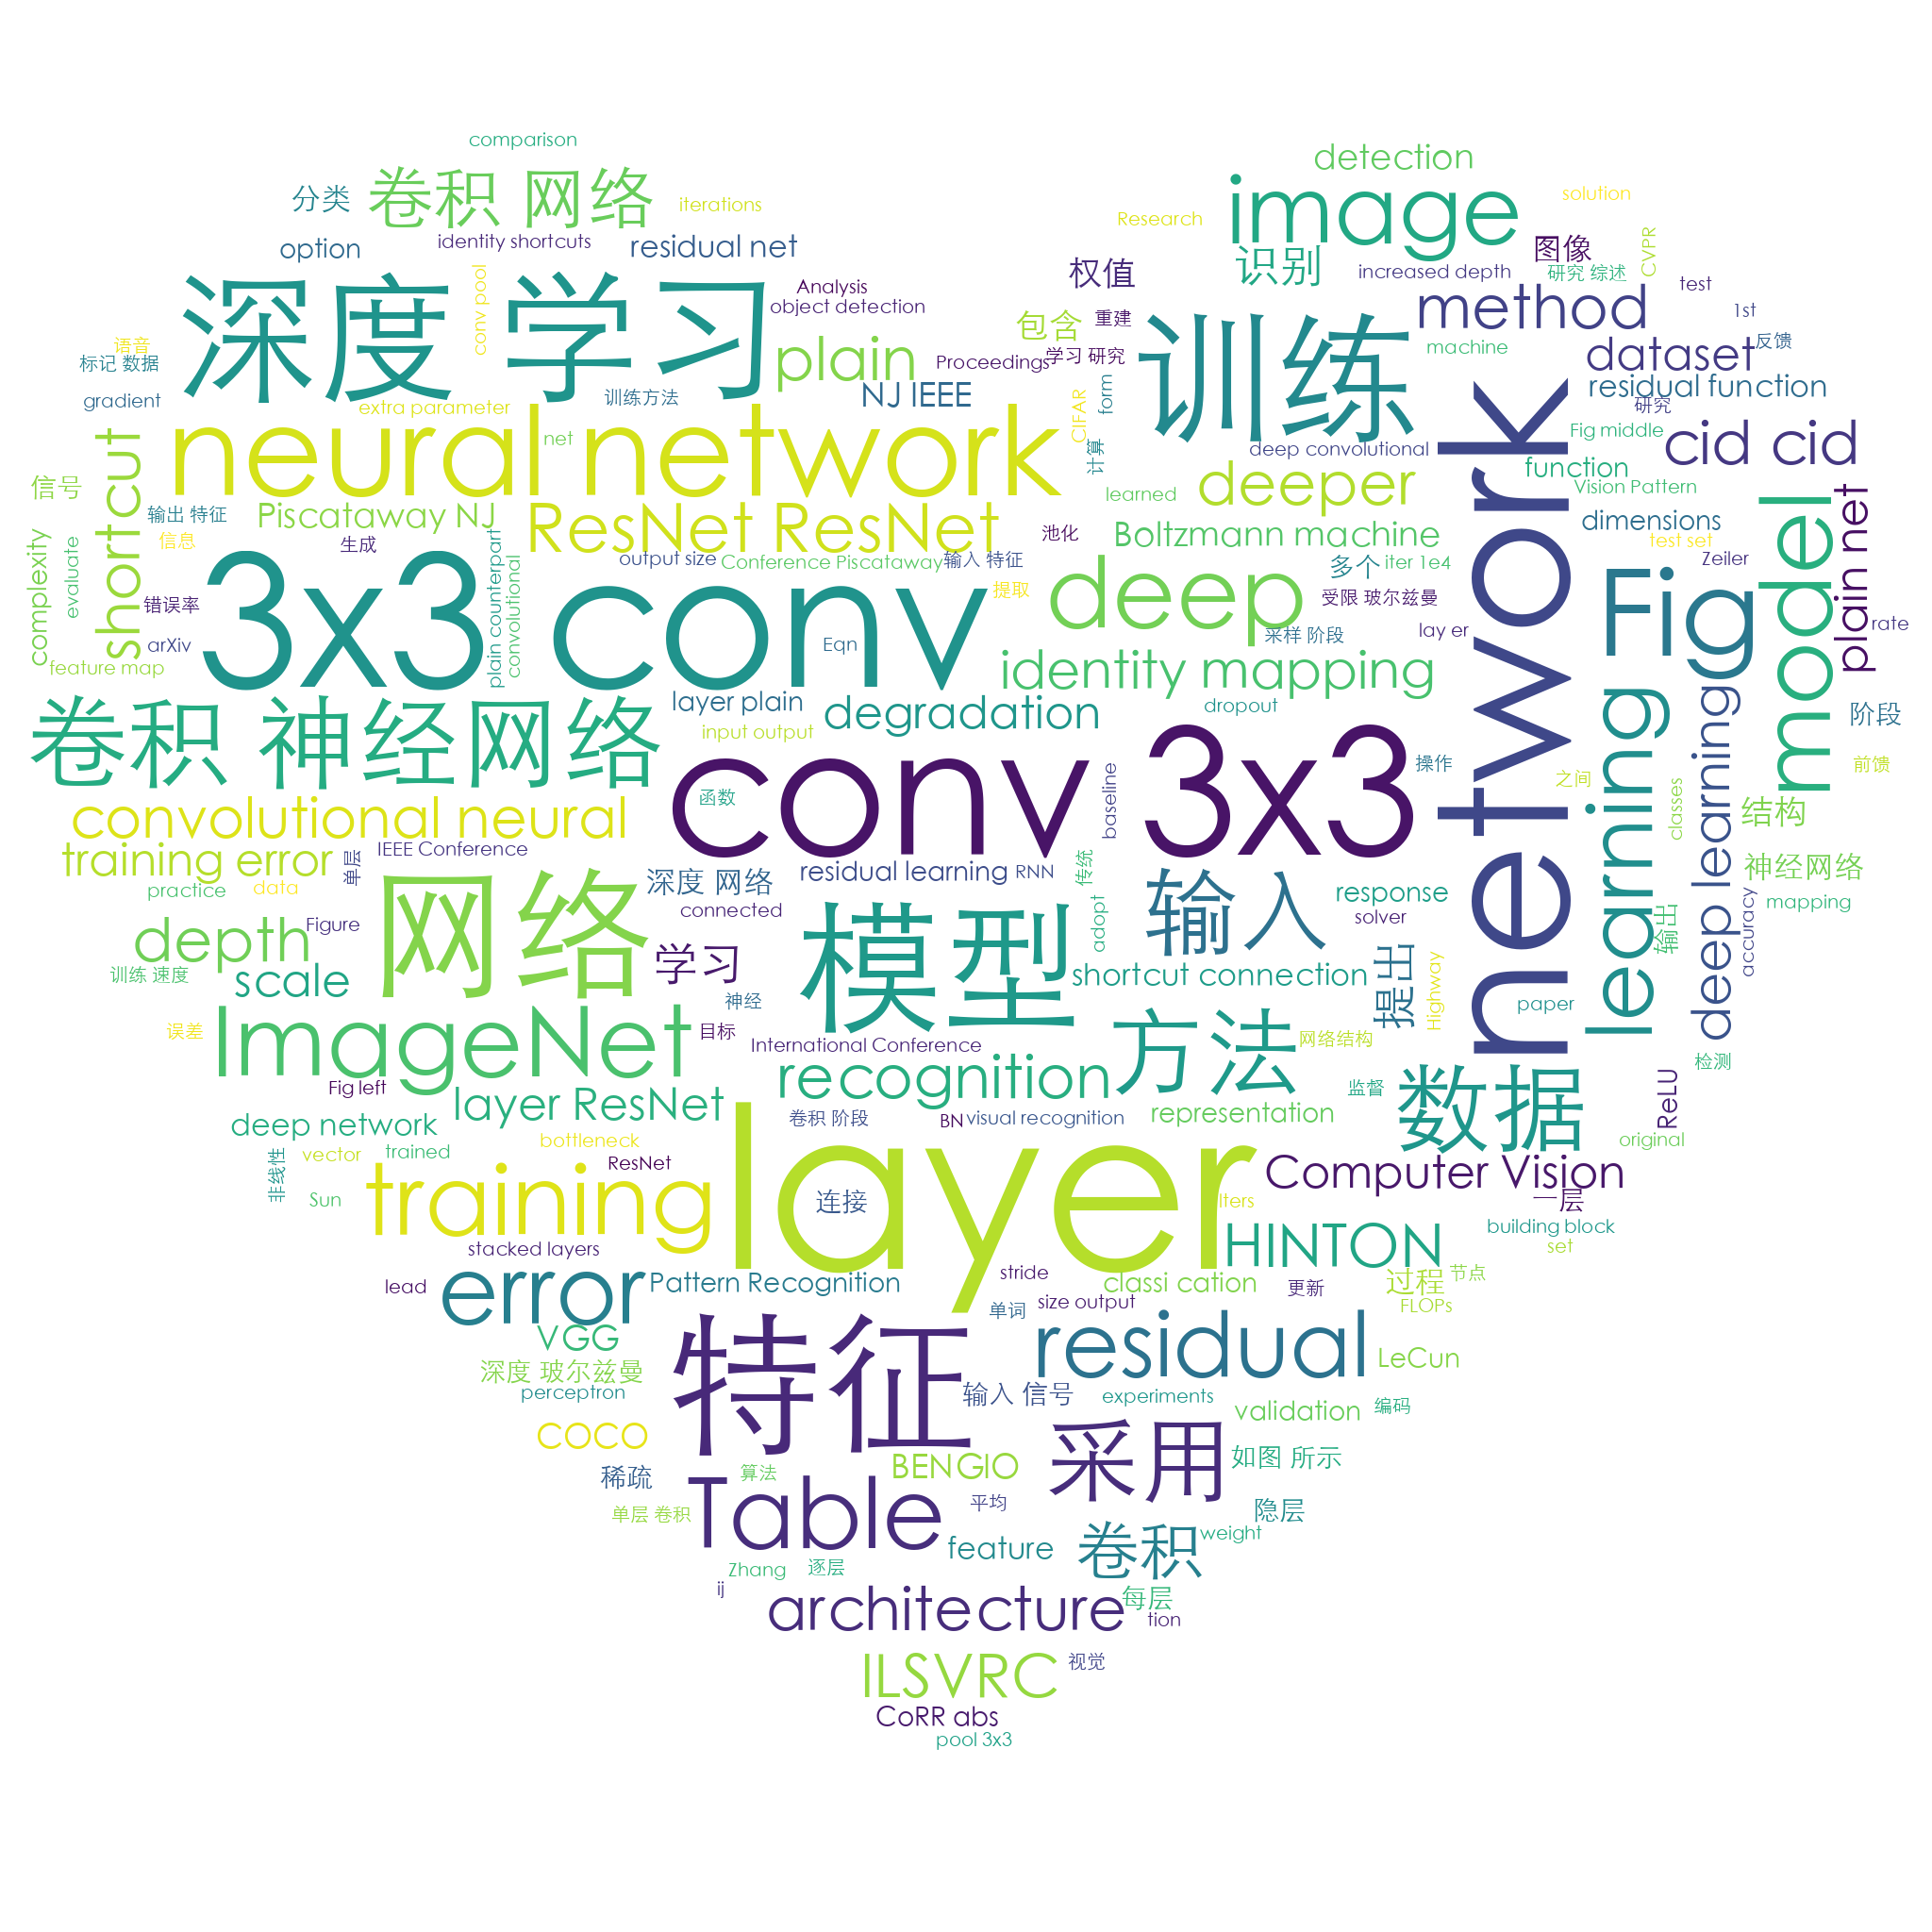 comparison
detection
卷积 网络
image
分类
iterations
solution
Research
option
identity shortcuts
residual net
识别
权值
图像
CVPR
increased depth
研究 综述
深度 学习
conv pool
Analysis
object detection
method
test
包含
重建
训练
1st
语音
plain
Proceedings
学习 研究
machine
dataset
反馈
标记 数据
gradient
extra parameter
训练方法
NJ IEEE
CIFAR
form
residual function
研究
neural network
net
计算
deep convolutional
network
Fig middle
cid cid
shortcut
信号
deeper
function
learned
Vision Pattern
model
plain net
输出 特征
Piscataway NJ
ResNet ResNet
Boltzmann machine
dimensions
信息
生成
池化
test set
Zeiler
complexity
evaluate
3x3 conv
plain counterpart
convolutional
output size
Conference Piscataway
输入 特征
提取
deep
多个
iter 1e4
Fig
错误率
受限 玻尔兹曼
rate
arXiv
Eqn
采样 阶段
lay er
feature map
identity mapping
卷积 神经网络
layer plain
degradation
dropout
learning
deep learning
阶段
input output
conv 3x3
操作
之间
前馈
函数
baseline
classes
结构
convolutional neural
training error
单层
IEEE Conference
residual learning
RNN
传统
神经网络
practice
data
网络
深度 网络
模型
输入
response
mapping
connected
solver
depth
Figure
adopt
输出
accuracy
训练 速度
scale
学习
shortcut connection
提出
Highway
神经
paper
ImageNet
误差
目标
International Conference
方法
网络结构
检测
Fig left
recognition
数据
监督
ReLU
layer ResNet
deep network
卷积 阶段
BN
visual recognition
representation
bottleneck
original
非线性
vector
trained
ResNet
layer
Computer Vision
training
连接
一层
Sun
lters
HINTON
building block
stacked layers
set
error
lead
Pattern Recognition
stride
classi cation
更新
过程
节点
size output
单词
FLOPs
VGG
特征
residual
LeCun
深度 玻尔兹曼
perceptron
输入 信号
experiments
validation
编码
COCO
采用
BENGIO
如图 所示
稀疏
算法
Table
平均
隐层
单层 卷积
feature
卷积
weight
Zhang
逐层
ij
architecture
每层
tion
ILSVRC
视觉
CoRR abs
pool 3x3